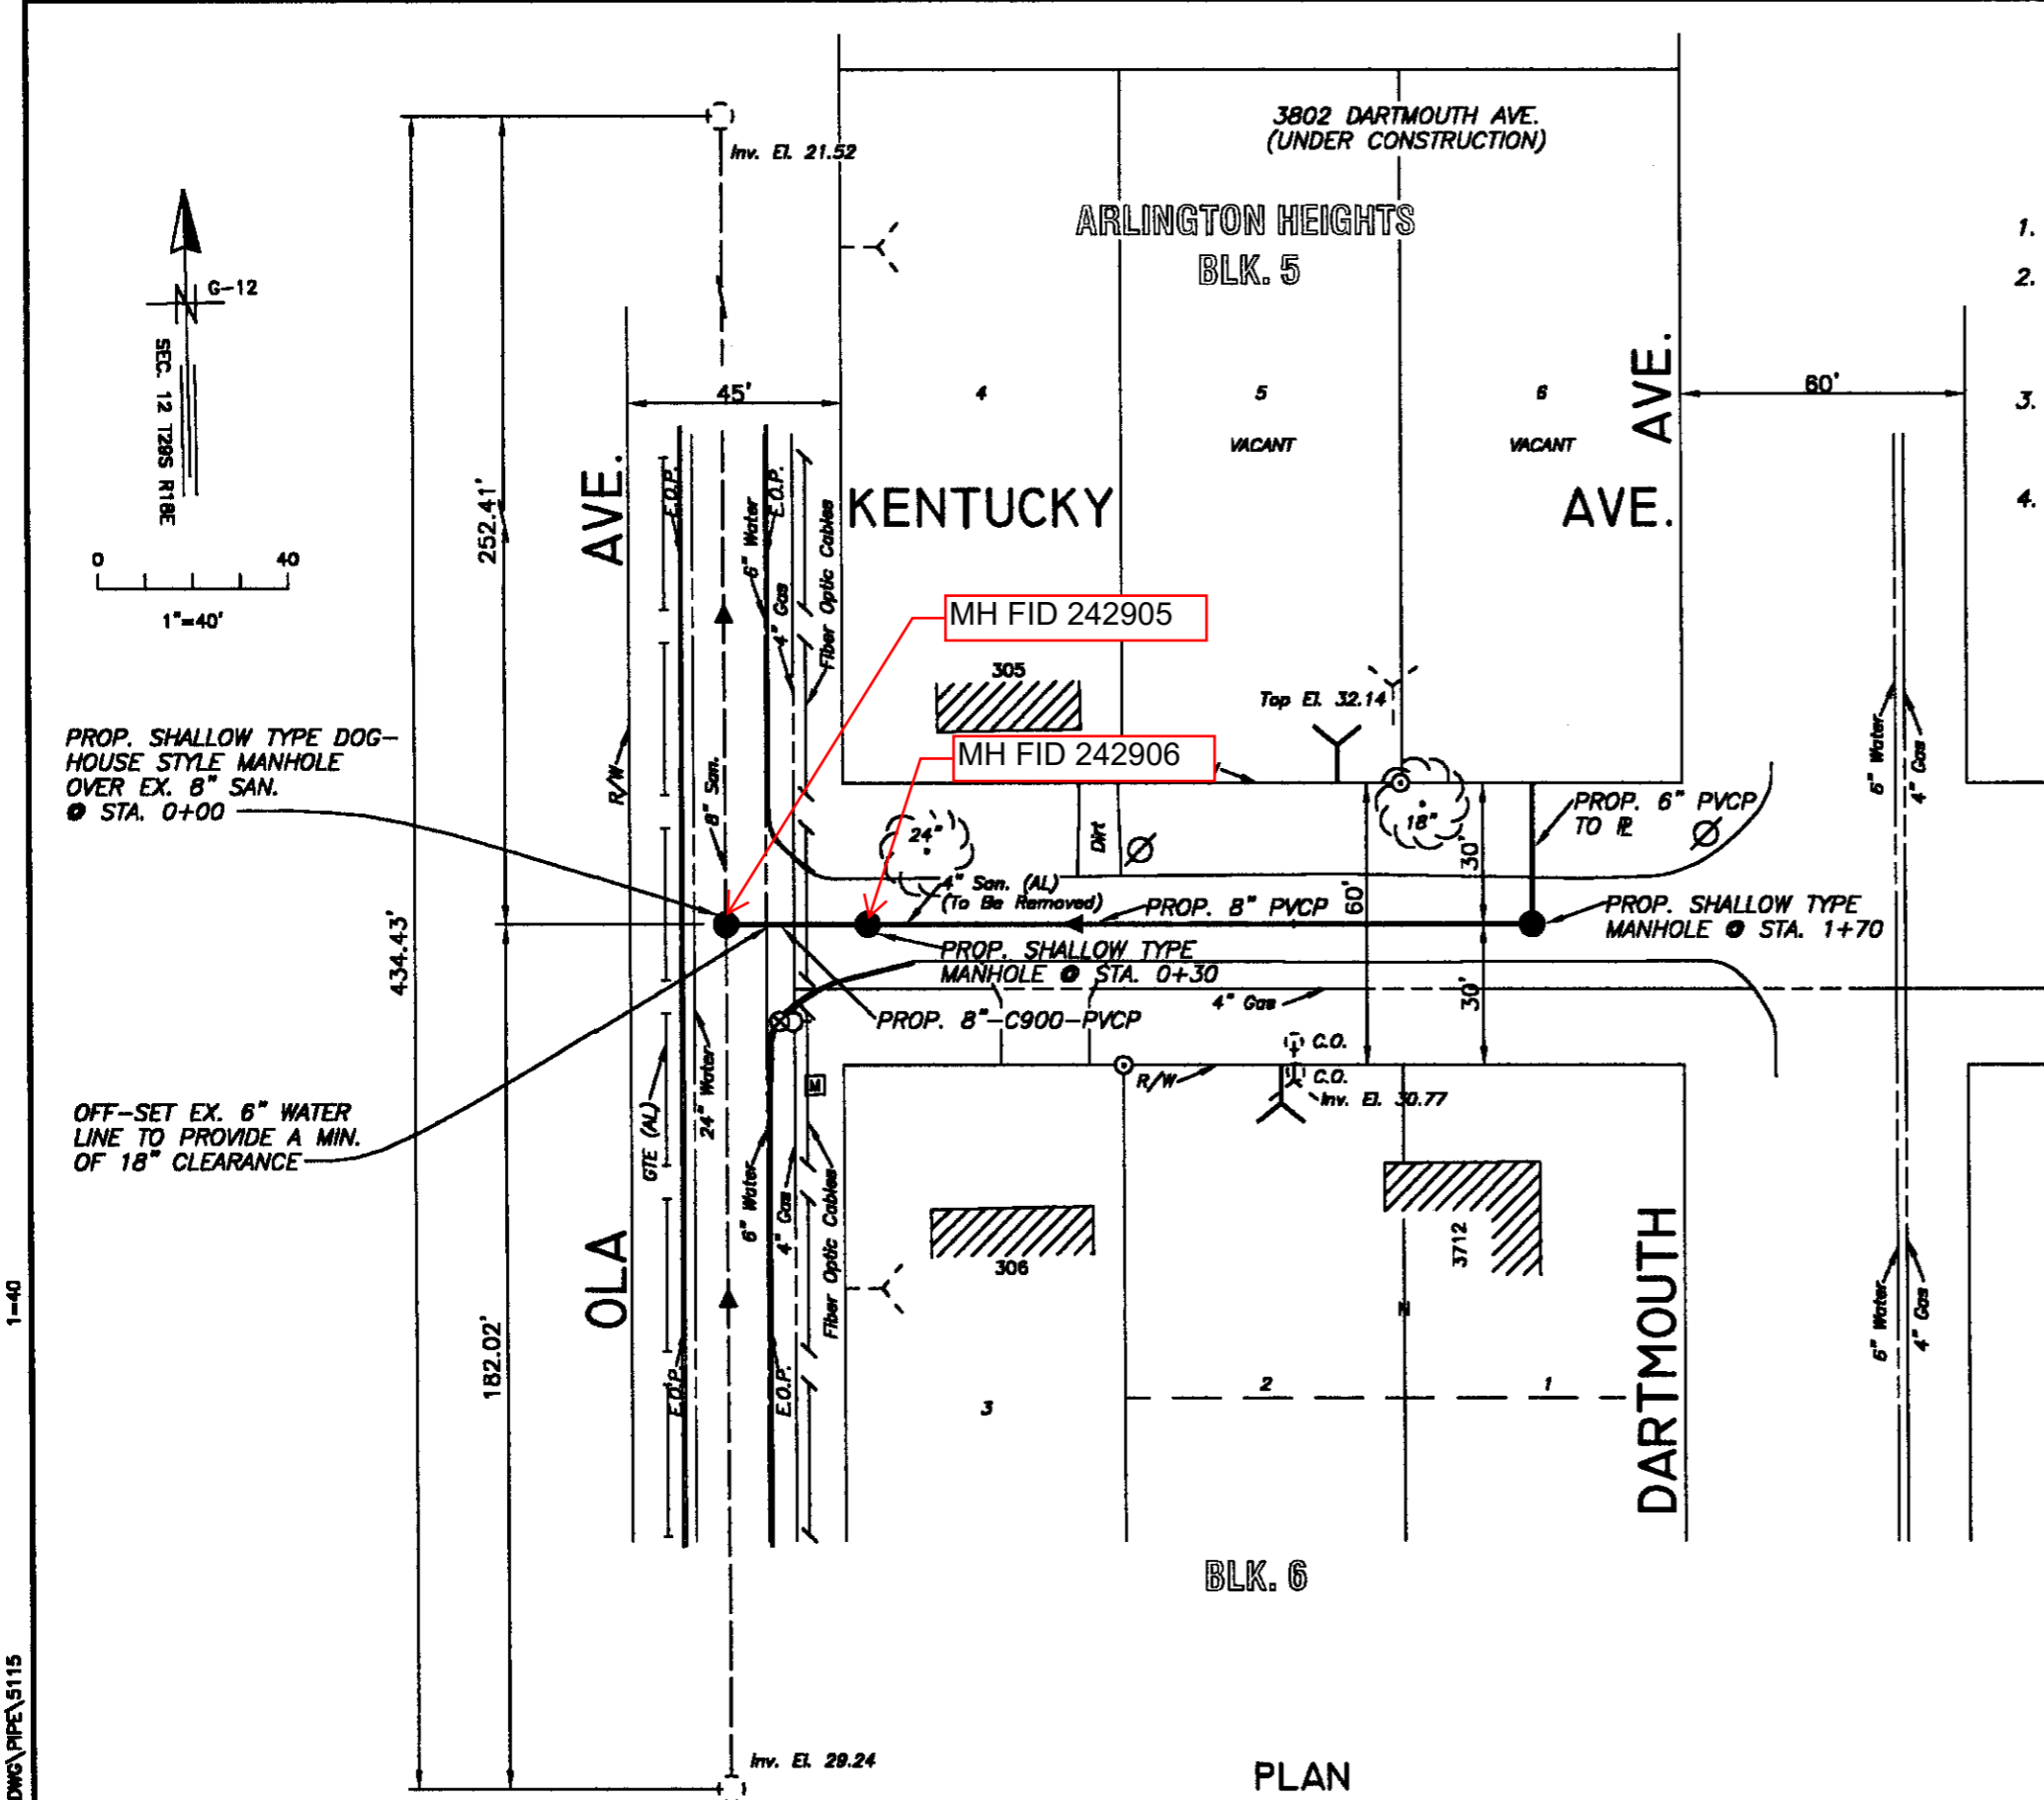 3802 DARTMOUTH AVE.
(UNDER CONSTRUCTION)
Inv. El. 21.52
ARLINGTON HEIGHTS
BLK. 5
1.
2.
3.
4.
N
G-12
SEC. 12 T29S R18E
0 40
1"=40'
45'
60'
4
5
6
VACANT
VACANT
AVE.
AVE.
KENTUCKY
AVE.
252.41'
434.43'
182.02'
E.O.P.
6" Water
E.O.P.
4" Gas
Fiber Optic Cables
MH FID 242905
305
Top El. 32.14
MH FID 242906
PROP. SHALLOW TYPE DOG-
HOUSE STYLE MANHOLE
OVER EX. 8" SAN.
@ STA. 0+00
R/W
8" San.
24"
Dirt
18"
PROP. 6" PVCP
TO PL
6" Water
4" Gas
4" San. (AL)
(To Be Removed)
PROP. 8" PVCP
60'
30'
30'
PROP. SHALLOW TYPE
MANHOLE @ STA. 1+70
PROP. SHALLOW TYPE
MANHOLE @ STA. 0+30
4" Gas
PROP. 8"-C900-PVCP
C.O.
C.O.
R/W
Inv. El. 30.77
M
OFF-SET EX. 6" WATER
LINE TO PROVIDE A MIN.
OF 18" CLEARANCE
GTE (AL)
24" Water
6" Water
4" Gas
Fiber Optic Cables
306
3712
OLA
DARTMOUTH
6" Water
4" Gas
E.O.P.
E.O.P.
3
2
1
BLK. 6
Inv. El. 29.24
PLAN
1=40
DWG\PIPE\5115